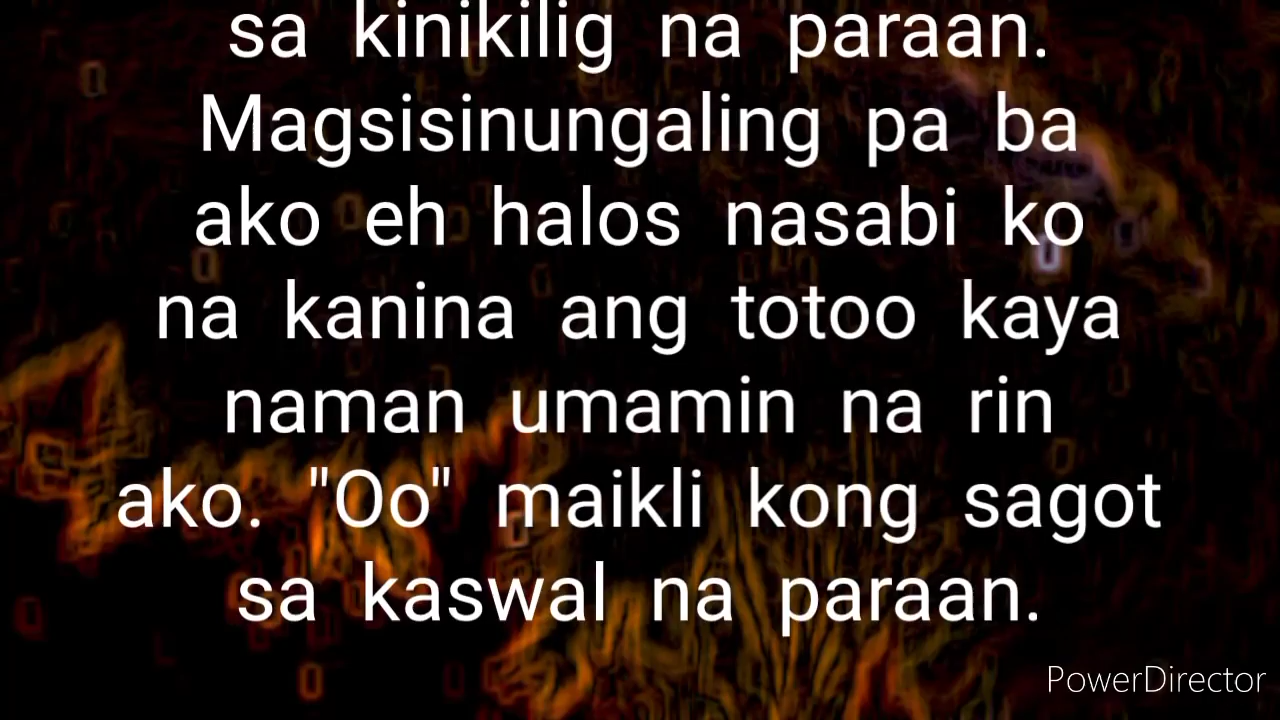 sa kinikilig na paraan.
Magsisinungaling pa ba
ako eh halos nasabi ko
na kanina ang totoo kaya
naman umamin na rin
ako. "Oo" maikli kong sagot
sa kaswal na paraan.
PowerDirector